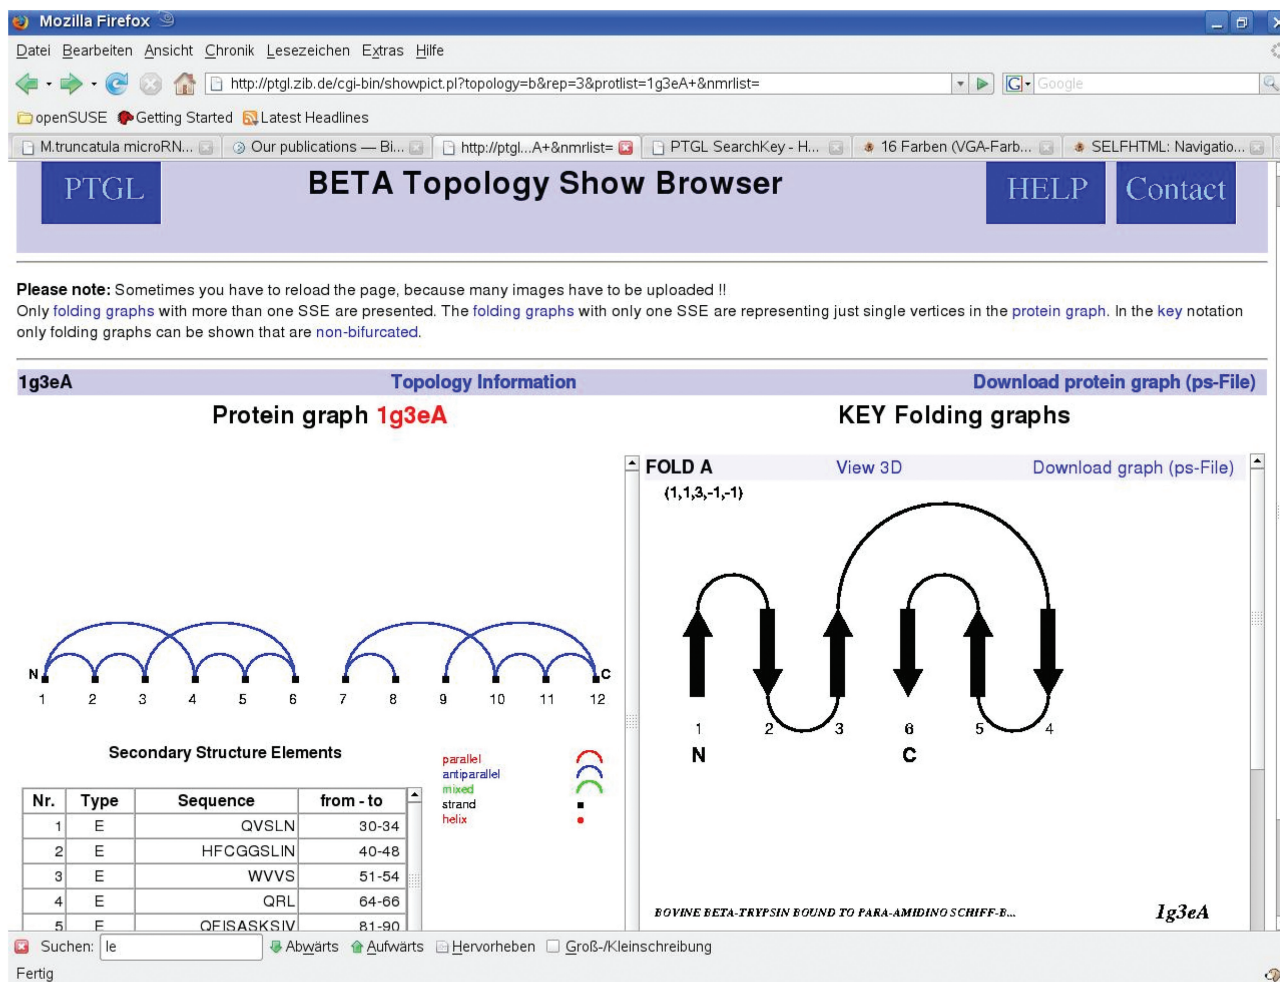 Mozilla Firefox
Datei Bearbeiten Ansicht Chronik Lesezeichen Extras Hilfe
http://ptgl.zib.de/cgi-bin/showpict.pl?topology=b&rep=3&protlist=1g3eA+&nmrlist=
G Google
openSUSE Getting Started Latest Headlines
M.truncatula microRN... Our publications — Bi... http://ptgl...A+&nmrlist= PTGL SearchKey - H... 16 Farben (VGA-Farb... SELFHTML: Navigatio...
PTGL BETA Topology Show Browser HELP Contact
Please note: Sometimes you have to reload the page, because many images have to be uploaded !!
Only folding graphs with more than one SSE are presented. The folding graphs with only one SSE are representing just single vertices in the protein graph. In the key notation
only folding graphs can be shown that are non-bifurcated.
1g3eA Topology Information Download protein graph (ps-File)
Protein graph 1g3eA
KEY Folding graphs
FOLD A View 3D Download graph (ps-File)
(1,1,3,-1,-1)
N C
1 2 3 4 5 6 7 8 9 10 11 12
1 2 3 6 5 4
N C
Secondary Structure Elements
parallel
antiparallel
mixed
strand
helix
Nr. Type Sequence from - to
1 E QVSLN 30-34
2 E HFCGGSLIN 40-48
3 E WVVS 51-54
4 E QRL 64-66
5 E QFISASKSIV 81-90
BOVINE BETA-TRYPSIN BOUND TO PARA-AMIDINO SCHIFF-B... 1g3eA
Suchen: le Abwärts Aufwärts Hervorheben Groß-/Kleinschreibung
Fertig